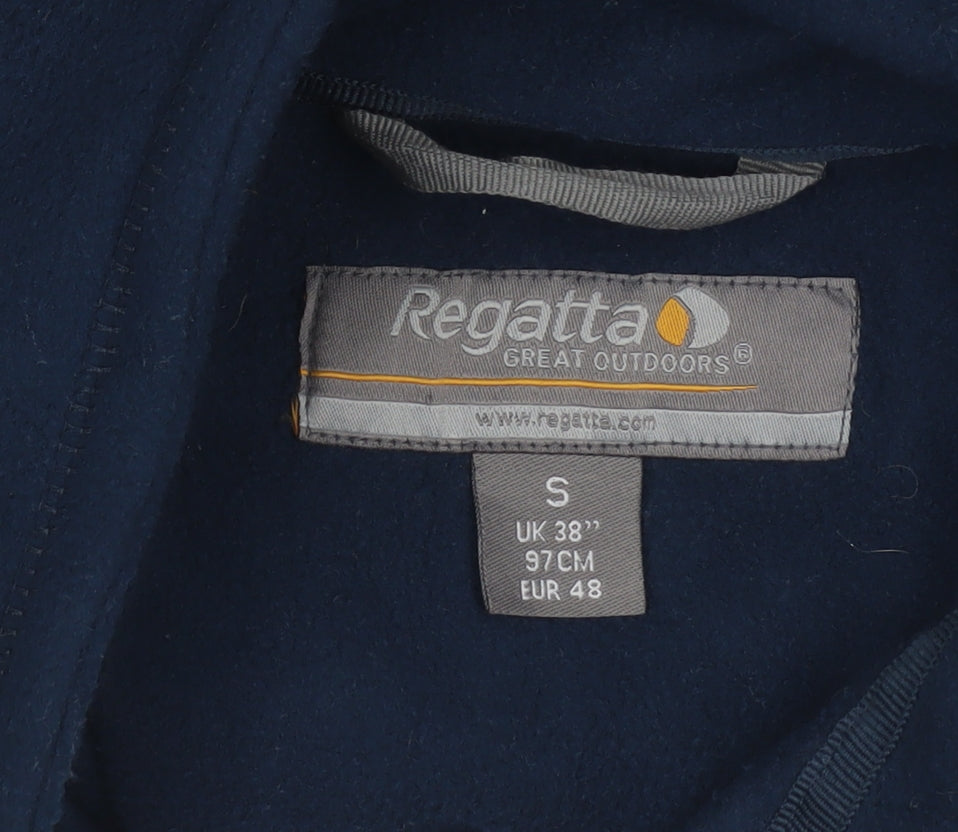 Regatta
GREAT OUTDOORS®
www.regatta.com
S
UK 38”
97CM
EUR 48